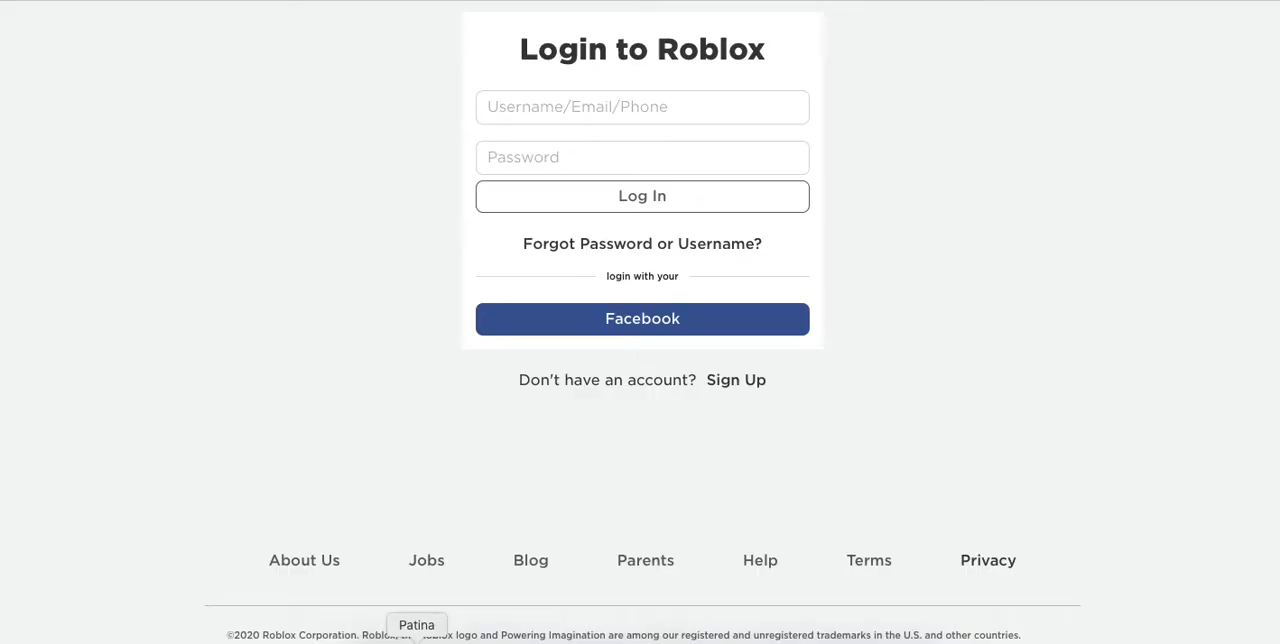 Login to Roblox
Username/Email/Phone
Password
Log In
Forgot Password or Username?
login with your
Facebook
Don't have an account? Sign Up
About Us Jobs Blog Parents Help Terms Privacy
Patina
©2020 Roblox Corporation. Roblox, the Roblox logo and Powering Imagination are among our registered and unregistered trademarks in the U.S. and other countries.